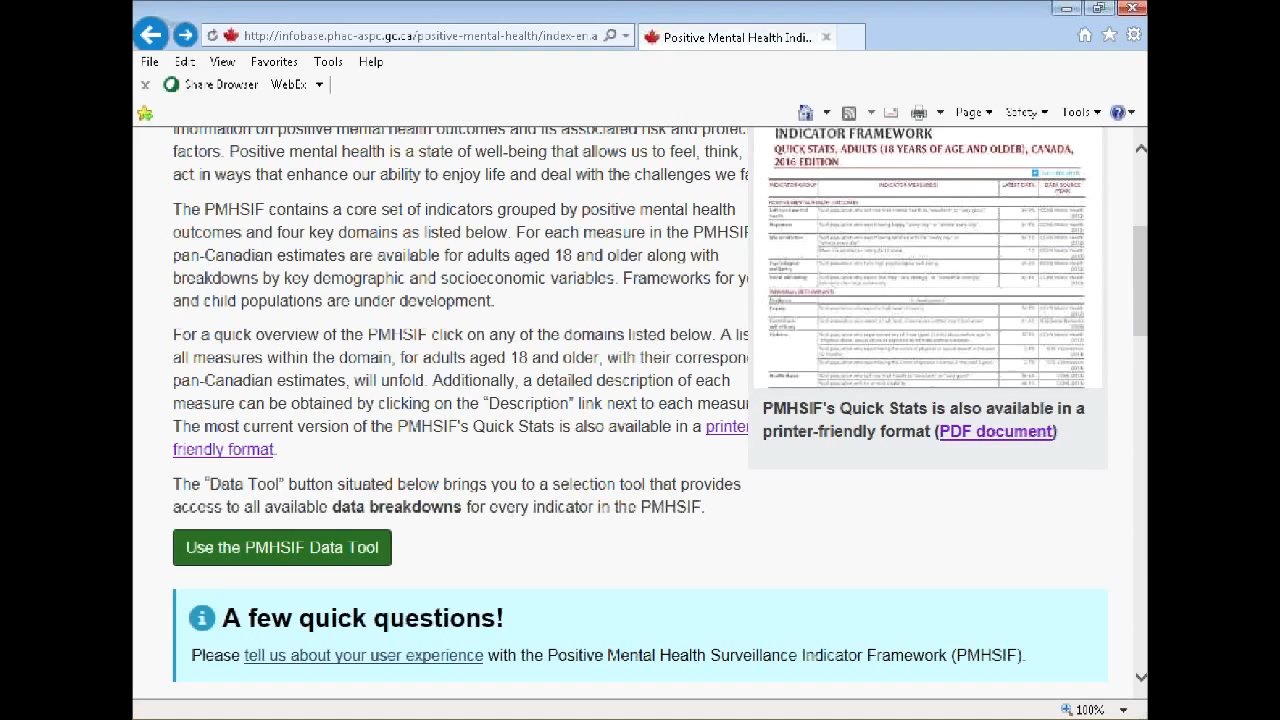 http://infobase.phac-aspc.gc.ca/positive-mental-health/index-en.a
Positive Mental Health Indi...
File Edit View Favorites Tools Help
x Share Browser WebEx
Page Safety Tools
information on positive mental health outcomes and its associated risk and protec
factors. Positive mental health is a state of well-being that allows us to feel, think,
act in ways that enhance our ability to enjoy life and deal with the challenges we fa
The PMHSIF contains a core set of indicators grouped by positive mental health
outcomes and four key domains as listed below. For each measure in the PMHSIF
pan-Canadian estimates are available for adults aged 18 and older along with
breakdowns by key demographic and socioeconomic variables. Frameworks for yo
and child populations are under development.
For a quick overview of the PMHSIF click on any of the domains listed below. A lis
all measures within the domain, for adults aged 18 and older, with their correspon
pan-Canadian estimates, will unfold. Additionally, a detailed description of each
measure can be obtained by clicking on the “Description” link next to each measur
The most current version of the PMHSIF's Quick Stats is also available in a printer
friendly format.
The “Data Tool” button situated below brings you to a selection tool that provides
access to all available data breakdowns for every indicator in the PMHSIF.
Use the PMHSIF Data Tool
INDICATOR FRAMEWORK
QUICK STATS, ADULTS (18 YEARS OF AGE AND OLDER), CANADA,
2016 EDITION
INDICATOR GROUP INDICATOR MEASURES LATEST DATA DATA SOURCE
(YEAR)
PMHSIF's Quick Stats is also available in a
printer-friendly format (PDF document)
A few quick questions!
Please tell us about your user experience with the Positive Mental Health Surveillance Indicator Framework (PMHSIF).
100%